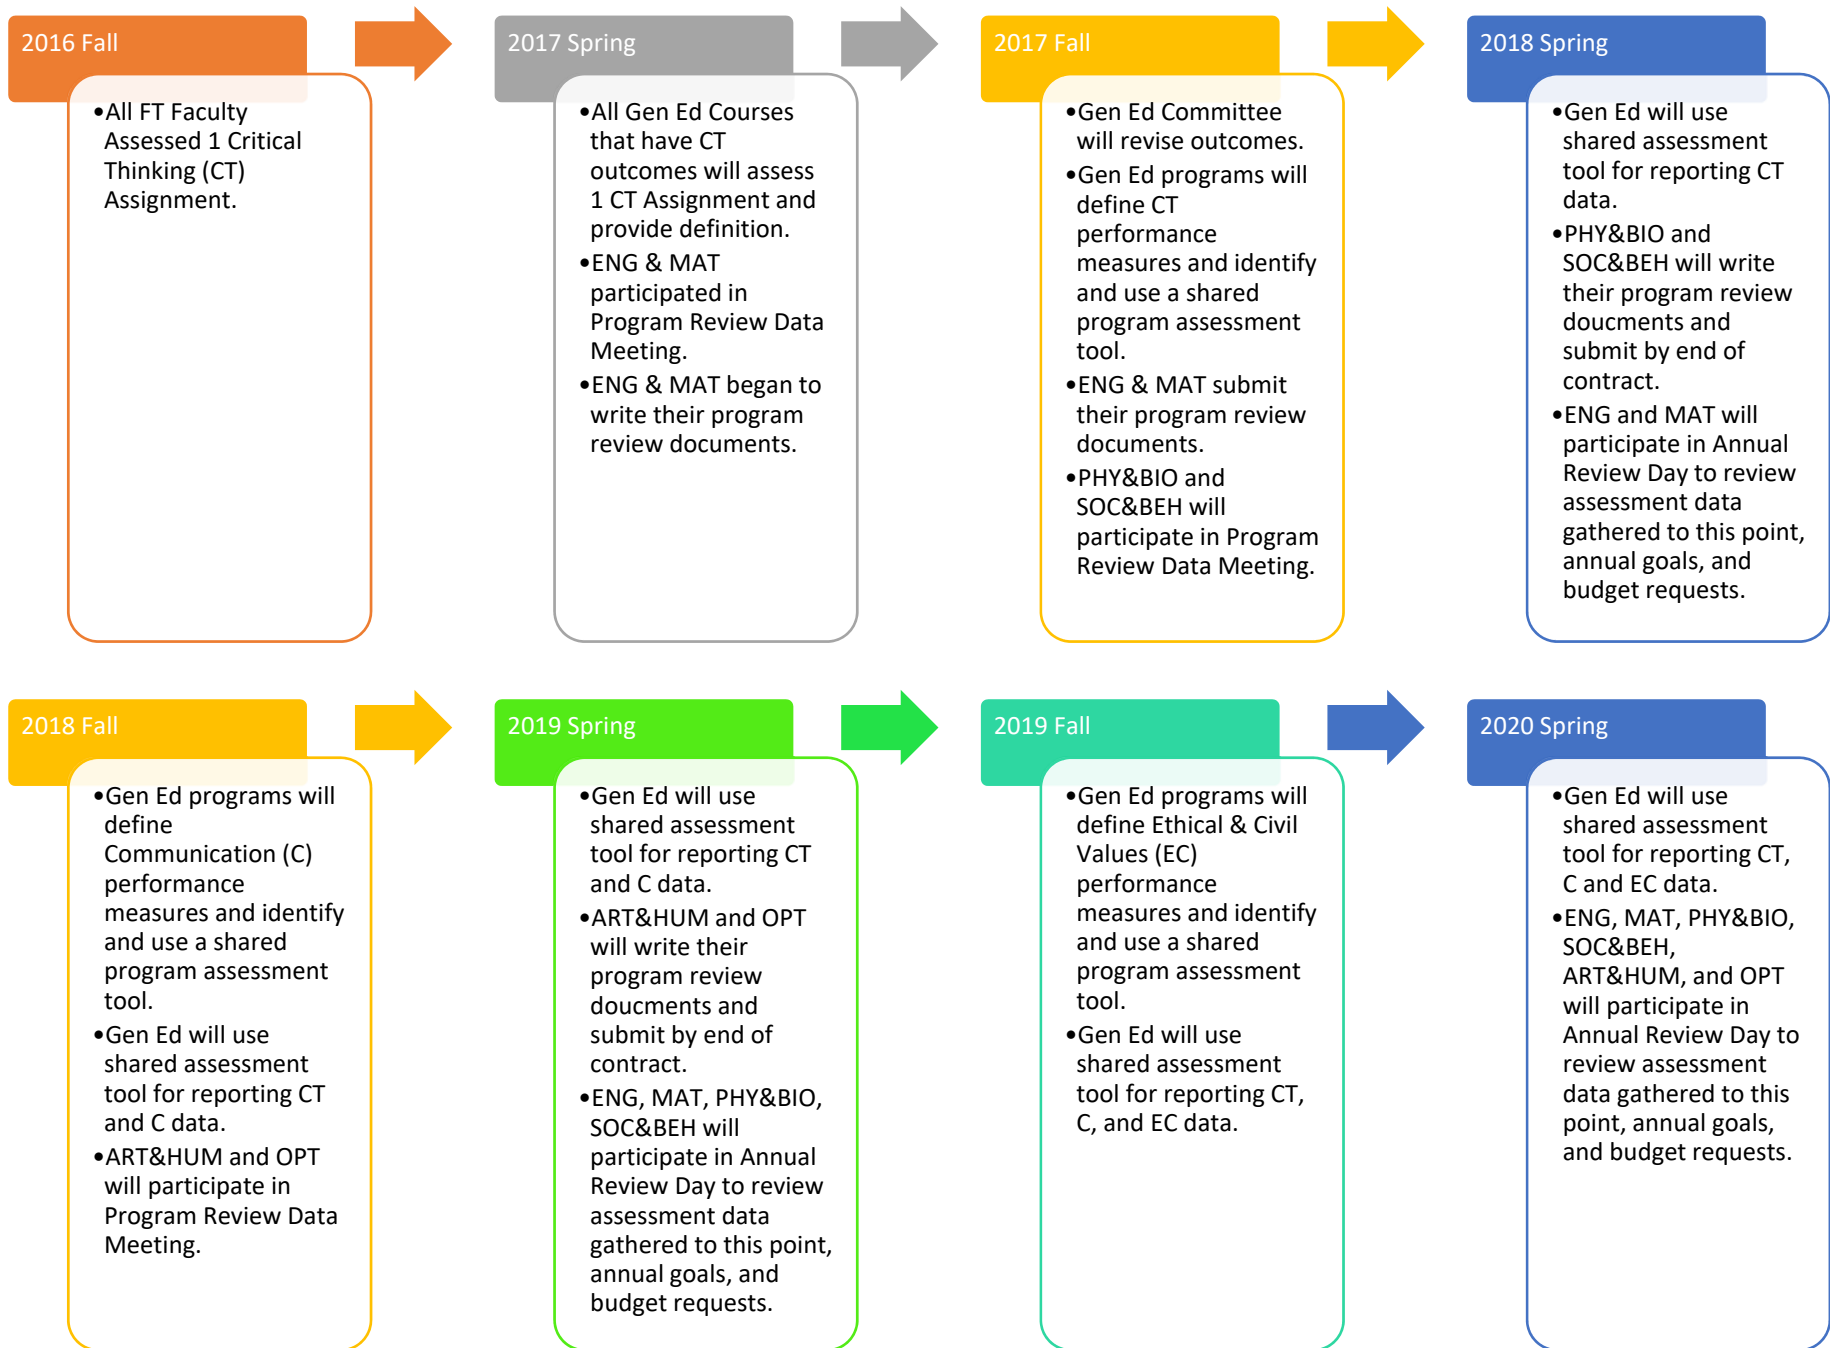 2016 Fall
•All FT Faculty
Assessed 1 Critical
Thinking (CT)
Assignment.
2017 Spring
•All Gen Ed Courses
that have CT
outcomes will assess
1 CT Assignment and
provide definition.
•ENG & MAT
participated in
Program Review Data
Meeting.
•ENG & MAT began to
write their program
review documents.
2017 Fall
•Gen Ed Committee
will revise outcomes.
•Gen Ed programs will
define CT
performance
measures and identify
and use a shared
program assessment
tool.
•ENG & MAT submit
their program review
documents.
•PHY&BIO and
SOC&BEH will
participate in Program
Review Data Meeting.
2018 Spring
•Gen Ed will use
shared assessment
tool for reporting CT
data.
•PHY&BIO and
SOC&BEH will write
their program review
doucments and
submit by end of
contract.
•ENG and MAT will
participate in Annual
Review Day to review
assessment data
gathered to this point,
annual goals, and
budget requests.
2018 Fall
•Gen Ed programs will
define
Communication (C)
performance
measures and identify
and use a shared
program assessment
tool.
•Gen Ed will use
shared assessment
tool for reporting CT
and C data.
•ART&HUM and OPT
will participate in
Program Review Data
Meeting.
2019 Spring
•Gen Ed will use
shared assessment
tool for reporting CT
and C data.
•ART&HUM and OPT
will write their
program review
doucments and
submit by end of
contract.
•ENG, MAT, PHY&BIO,
SOC&BEH will
participate in Annual
Review Day to review
assessment data
gathered to this point,
annual goals, and
budget requests.
2019 Fall
•Gen Ed programs will
define Ethical & Civil
Values (EC)
performance
measures and identify
and use a shared
program assessment
tool.
•Gen Ed will use
shared assessment
tool for reporting CT,
C, and EC data.
2020 Spring
•Gen Ed will use
shared assessment
tool for reporting CT,
C and EC data.
•ENG, MAT, PHY&BIO,
SOC&BEH,
ART&HUM, and OPT
will participate in
Annual Review Day to
review assessment
data gathered to this
point, annual goals,
and budget requests.